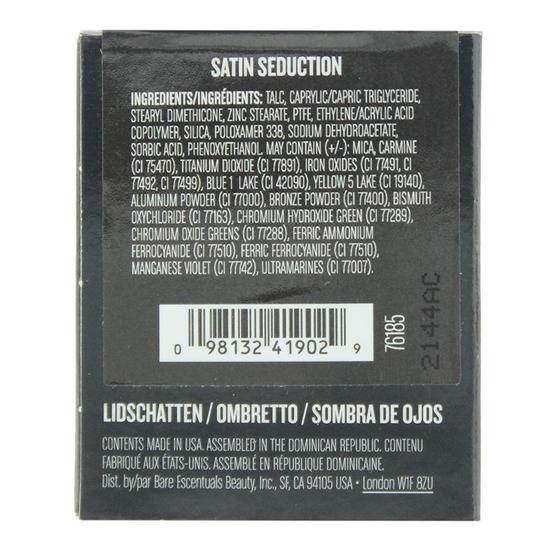 SATIN SEDUCTION
INGREDIENTS/INGRÉDIENTS: TALC, CAPRYLIC/CAPRIC TRIGLYCERIDE,
STEARYL DIMETHICONE, ZINC STEARATE, PTFE, ETHYLENE/ACRYLIC ACID
COPOLYMER, SILICA, POLOXAMER 338, SODIUM DEHYDROACETATE,
SORBIC ACID, PHENOXYETHANOL. MAY CONTAIN (+/-): MICA, CARMINE
(CI 75470), TITANIUM DIOXIDE (CI 77891), IRON OXIDES (CI 77491, CI
77492, CI 77499), BLUE 1 LAKE (CI 42090), YELLOW 5 LAKE (CI 19140),
ALUMINUM POWDER (CI 77000), BRONZE POWDER (CI 77400), BISMUTH
OXYCHLORIDE (CI 77163), CHROMIUM HYDROXIDE GREEN (CI 77289),
CHROMIUM OXIDE GREENS (CI 77288), FERRIC AMMONIUM
FERROCYANIDE (CI 77510), FERRIC FERROCYANIDE (CI 77510),
MANGANESE VIOLET (CI 77742), ULTRAMARINES (CI 77007).
0 98132 41902 9
76185
2144AC
LIDSCHATTEN / OMBRETTO / SOMBRA DE OJOS
CONTENTS MADE IN USA. ASSEMBLED IN THE DOMINICAN REPUBLIC. CONTENU
FABRIQUÉ AUX ÉTATS-UNIS. ASSEMBLÉ EN RÉPUBLIQUE DOMINICAINE.
Dist. by/par Bare Escentuals Beauty, Inc., SF, CA 94105 USA • London W1F 8ZU